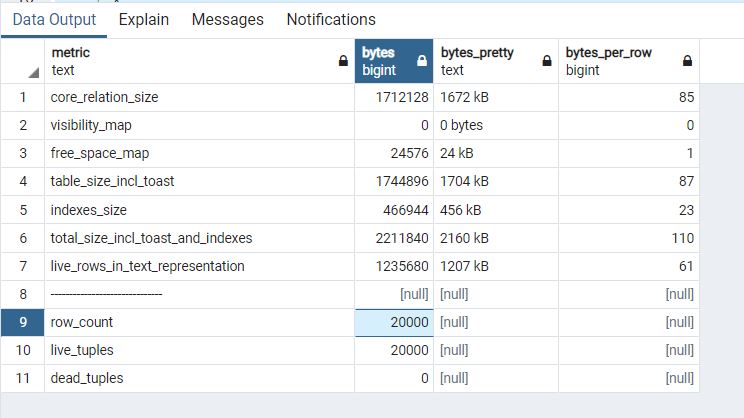 Data Output Explain Messages Notifications
metric bytes bytes_pretty bytes_per_row
text bigint text bigint
1 core_relation_size 1712128 1672 kB 85
2 visibility_map 0 0 bytes 0
3 free_space_map 24576 24 kB 1
4 table_size_incl_toast 1744896 1704 kB 87
5 indexes_size 466944 456 kB 23
6 total_size_incl_toast_and_indexes 2211840 2160 kB 110
7 live_rows_in_text_representation 1235680 1207 kB 61
8 ----------------------------- [null] [null] [null]
9 row_count 20000 [null] [null]
10 live_tuples 20000 [null] [null]
11 dead_tuples 0 [null] [null]